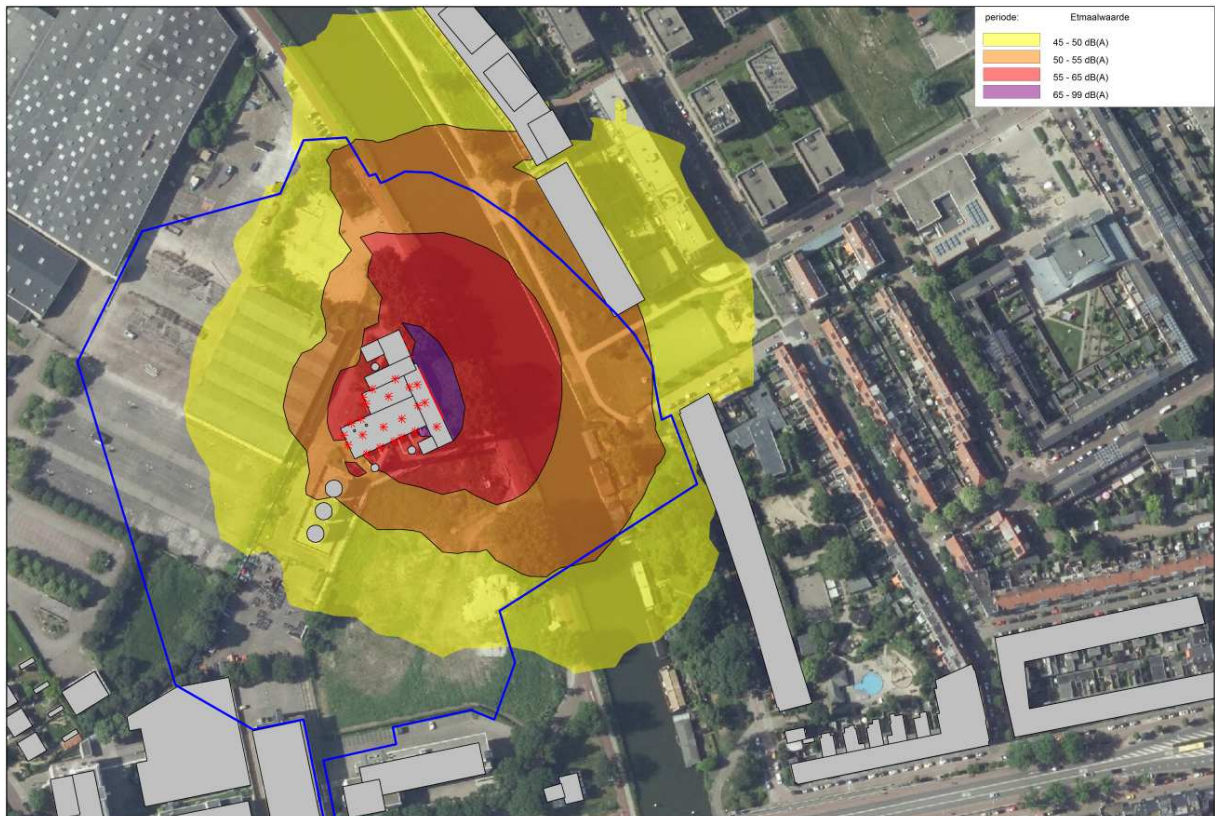 periode: Etmaalwaarde
45 - 50 dB(A)
50 - 55 dB(A)
55 - 65 dB(A)
65 - 99 dB(A)